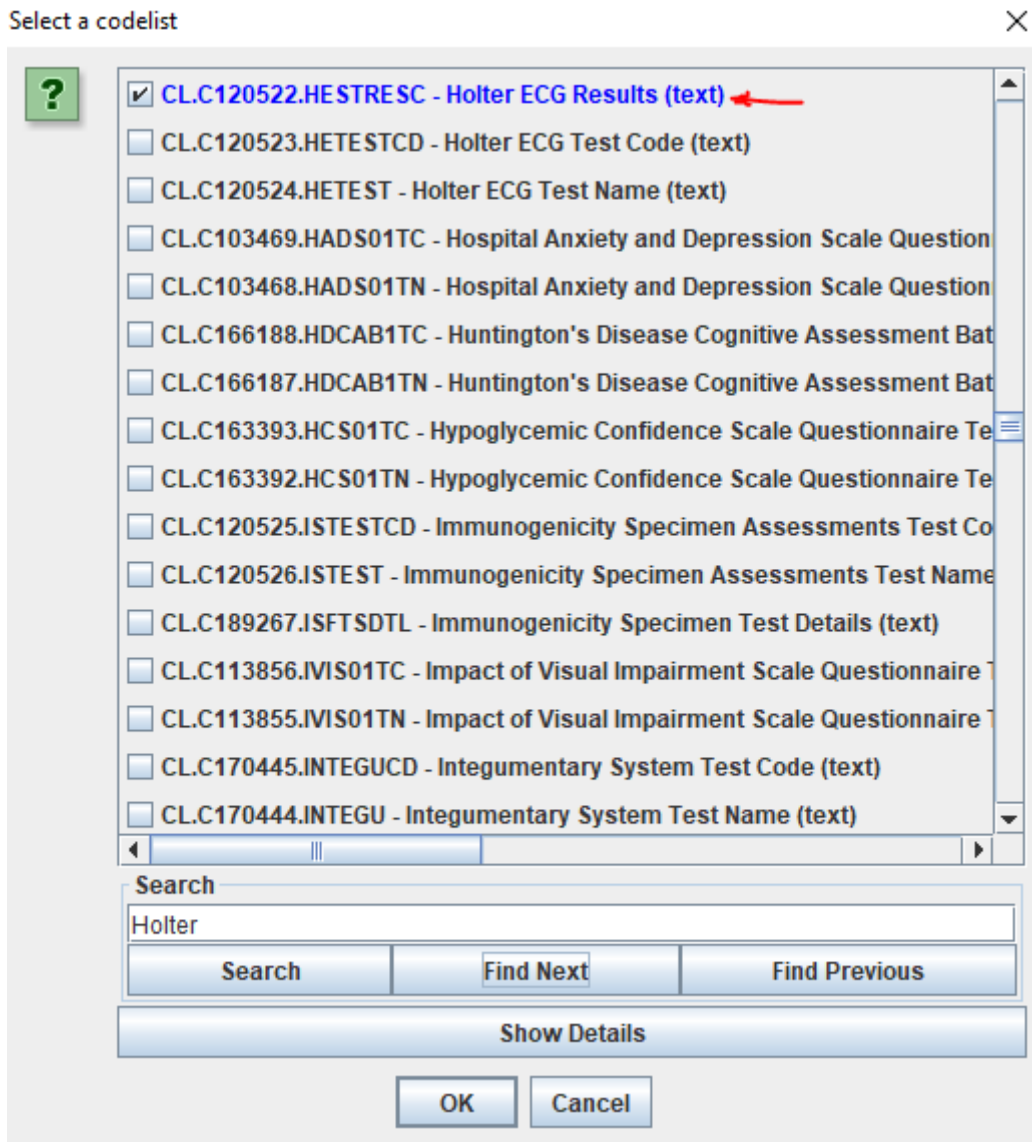 Select a codelist
?
CL.C120522.HESTRESC - Holter ECG Results (text)
CL.C120523.HETESTCD - Holter ECG Test Code (text)
CL.C120524.HETEST - Holter ECG Test Name (text)
CL.C103469.HADS01TC - Hospital Anxiety and Depression Scale Question
CL.C103468.HADS01TN - Hospital Anxiety and Depression Scale Question
CL.C166188.HDCAB1TC - Huntington's Disease Cognitive Assessment Bat
CL.C166187.HDCAB1TN - Huntington's Disease Cognitive Assessment Bat
CL.C163393.HCS01TC - Hypoglycemic Confidence Scale Questionnaire Te
CL.C163392.HCS01TN - Hypoglycemic Confidence Scale Questionnaire Te
CL.C120525.ISTESTCD - Immunogenicity Specimen Assessments Test Co
CL.C120526.ISTEST - Immunogenicity Specimen Assessments Test Name
CL.C189267.ISFTSDTL - Immunogenicity Specimen Test Details (text)
CL.C113856.IVIS01TC - Impact of Visual Impairment Scale Questionnaire T
CL.C113855.IVIS01TN - Impact of Visual Impairment Scale Questionnaire T
CL.C170445.INTEGUCD - Integumentary System Test Code (text)
CL.C170444.INTEGU - Integumentary System Test Name (text)
Search
Holter
Search Find Next Find Previous
Show Details
OK Cancel